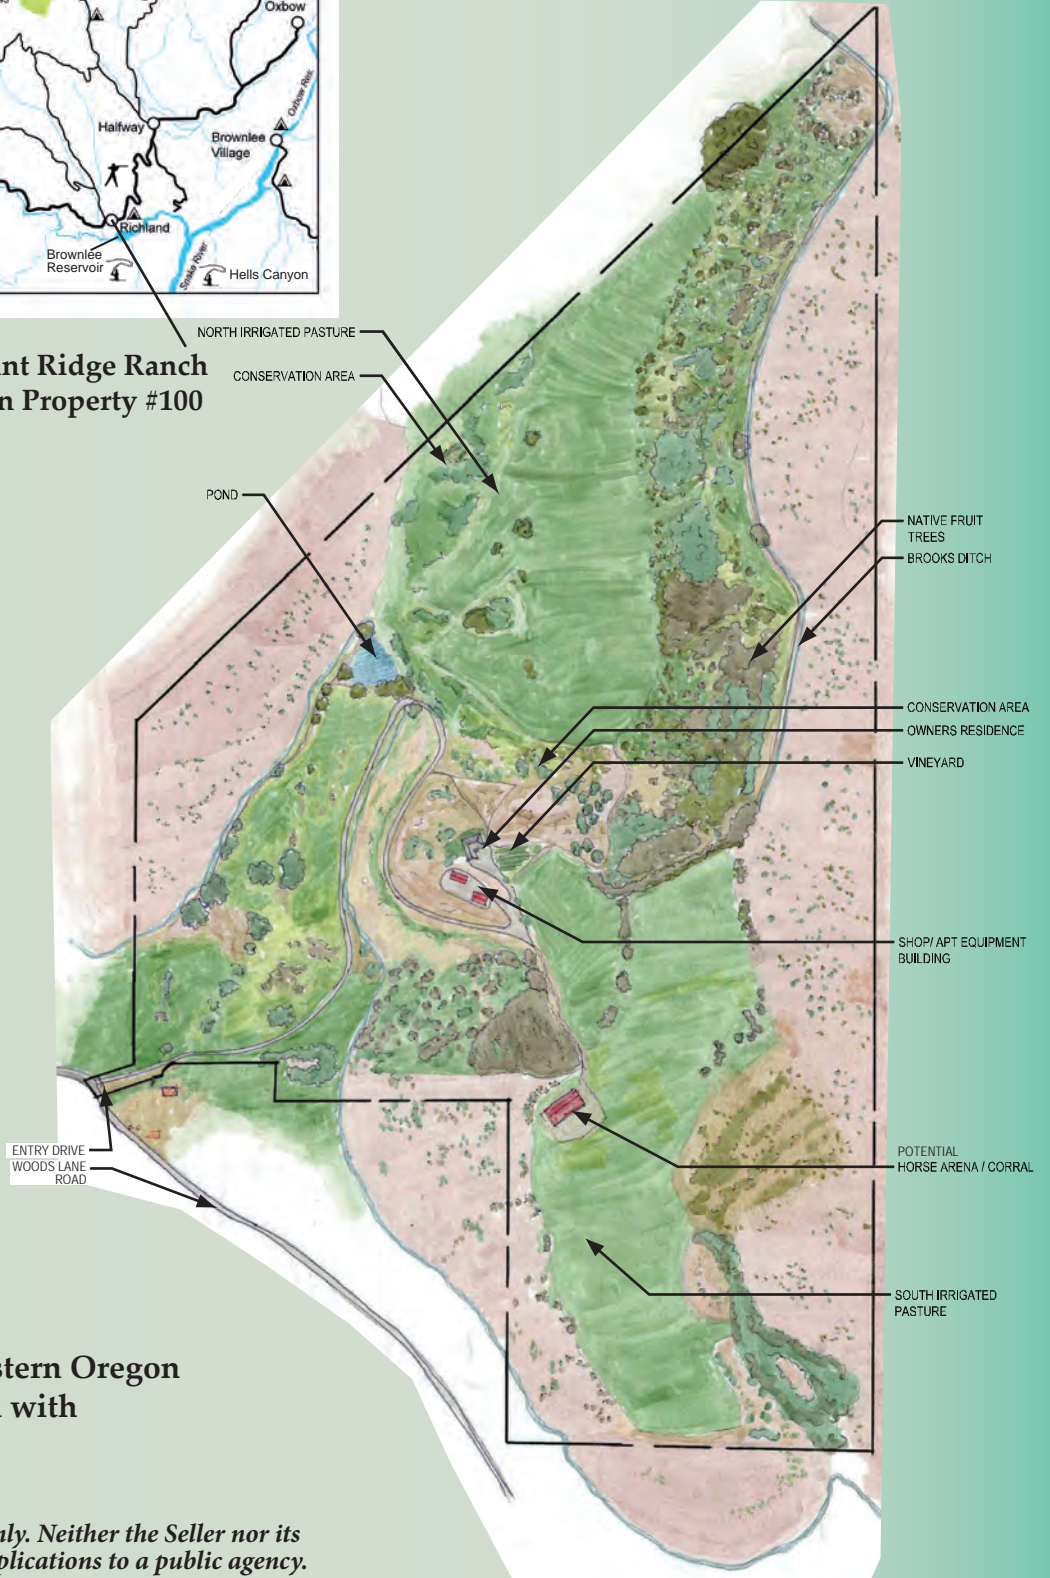 Oxbow
Oxbow Res.
Halfway
Brownlee
Village
Richland
Brownlee
Reservoir
Snake River
Hells Canyon
NORTH IRRIGATED PASTURE
nt Ridge Ranch
CONSERVATION AREA
n Property #100
POND
NATIVE FRUIT
TREES
BROOKS DITCH
CONSERVATION AREA
OWNERS RESIDENCE
VINEYARD
SHOP/ APT EQUIPMENT
BUILDING
ENTRY DRIVE
WOODS LANE
ROAD
POTENTIAL
HORSE ARENA / CORRAL
SOUTH IRRIGATED
PASTURE
stern Oregon
with
nly. Neither the Seller nor its
plications to a public agency.